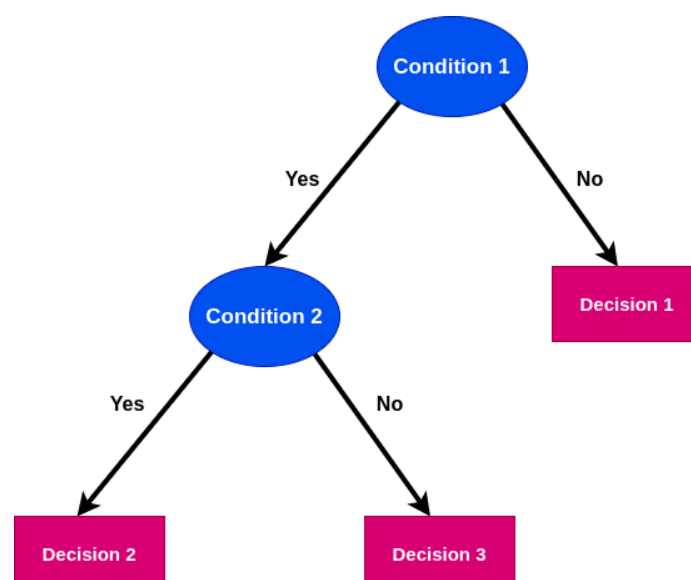 Condition 1
Yes
No
Condition 2
Decision 1
Yes
No
Decision 2
Decision 3